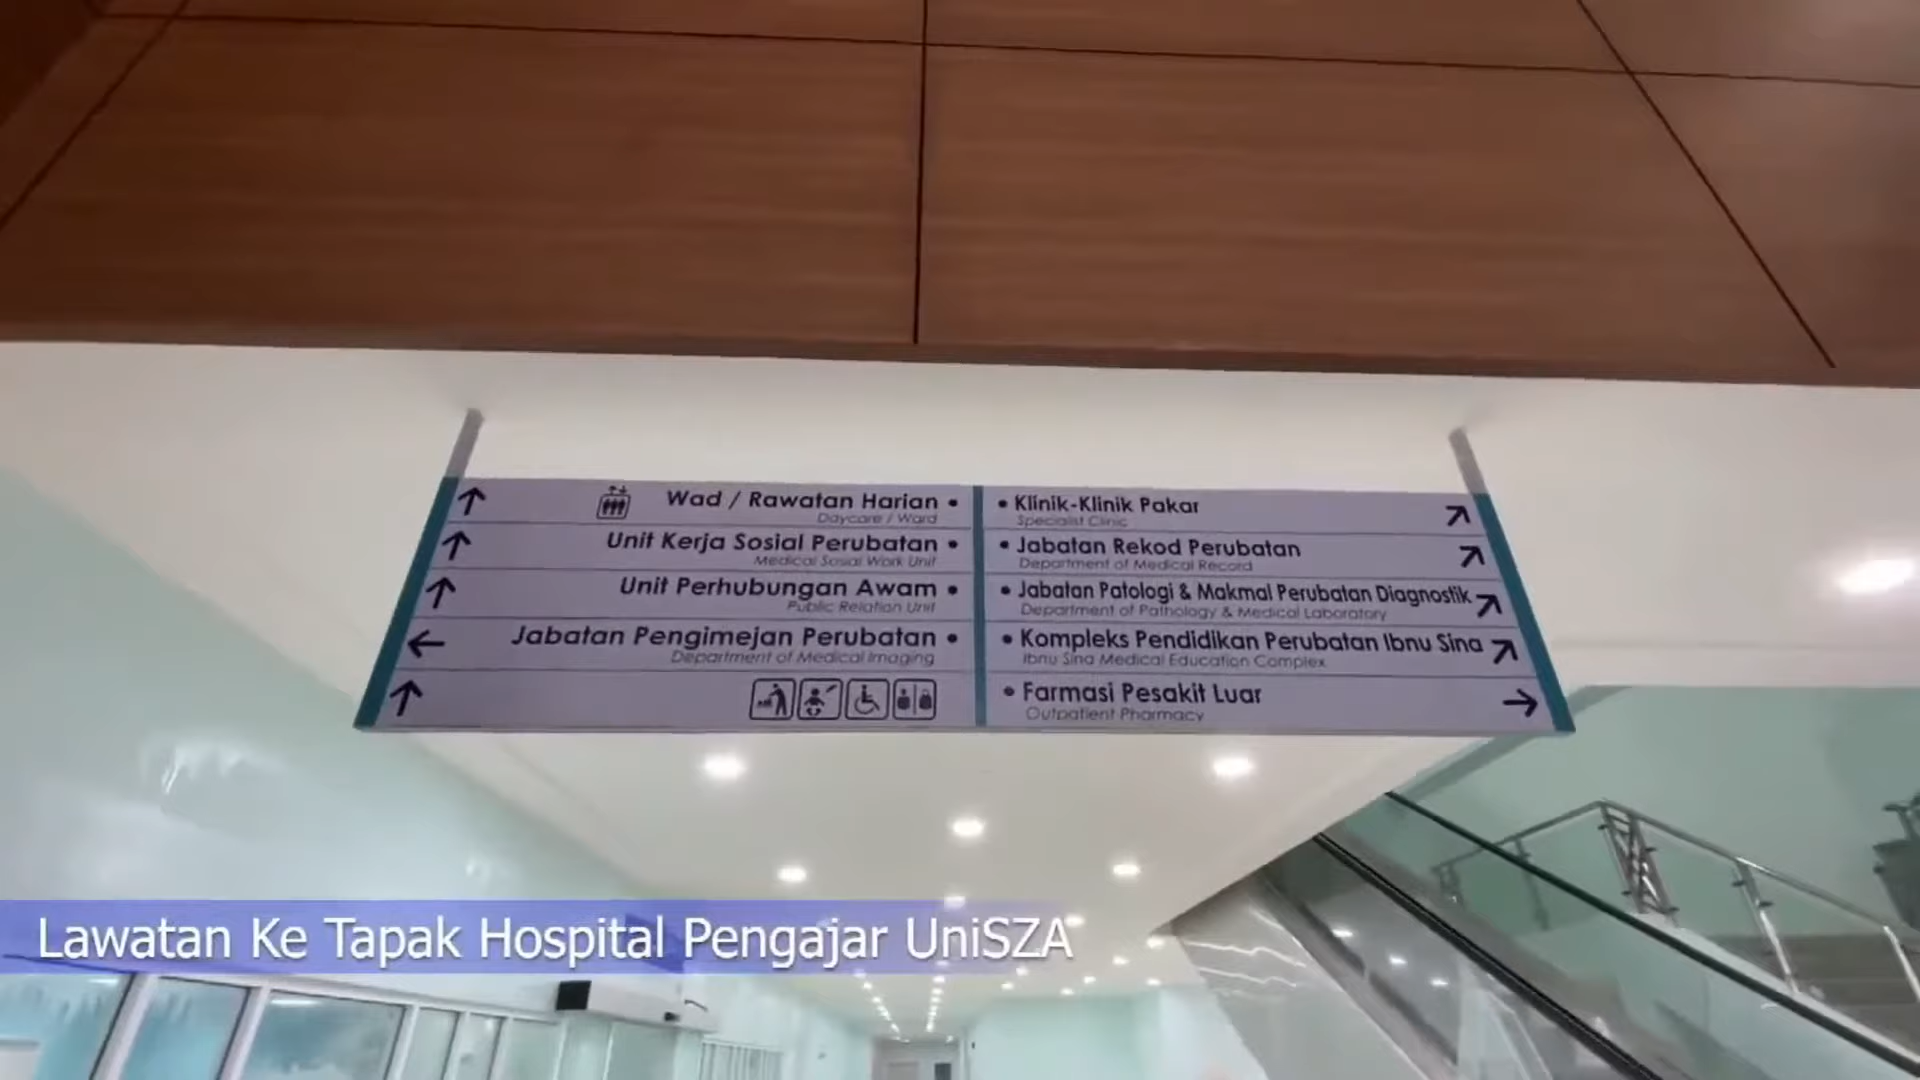 Wad / Rawatan Harian •
Daycare / Ward
Unit Kerja Sosial Perubatan •
Medical Sosial Work Unit
Unit Perhubungan Awam •
Public Relation Unit
Jabatan Pengimejan Perubatan •
Department of Medical Imaging
• Klinik-Klinik Pakar
Specialist Clinic
• Jabatan Rekod Perubatan
Department of Medical Record
• Jabatan Patologi & Makmal Perubatan Diagnostik
Department of Pathology & Medical Laboratory
• Kompleks Pendidikan Perubatan Ibnu Sina
Ibnu Sina Medical Education Complex
• Farmasi Pesakit Luar
Outpatient Pharmacy
Lawatan Ke Tapak Hospital Pengajar UniSZA